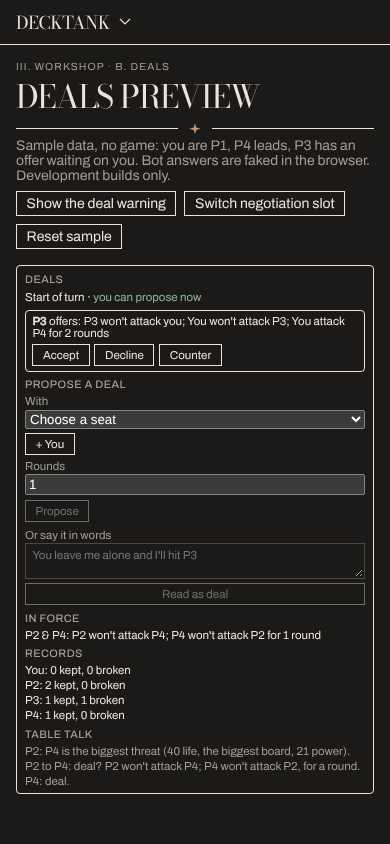 DECKTANK
III. WORKSHOP · B. DEALS
DEALS PREVIEW
Sample data, no game: you are P1, P4 leads, P3 has an
offer waiting on you. Bot answers are faked in the browser.
Development builds only.
Show the deal warning
Switch negotiation slot
Reset sample
DEALS
Start of turn · you can propose now
P3 offers: P3 won't attack you; You won't attack P3; You attack
P4 for 2 rounds
Accept
Decline
Counter
PROPOSE A DEAL
With
Choose a seat
+ You
Rounds
1
Propose
Or say it in words
You leave me alone and I'll hit P3
Read as deal
IN FORCE
P2 & P4: P2 won't attack P4; P4 won't attack P2 for 1 round
RECORDS
You: 0 kept, 0 broken
P2: 2 kept, 0 broken
P3: 1 kept, 1 broken
P4: 1 kept, 0 broken
TABLE TALK
P2: P4 is the biggest threat (40 life, the biggest board, 21 power).
P2 to P4: deal? P2 won't attack P4; P4 won't attack P2, for a round.
P4: deal.